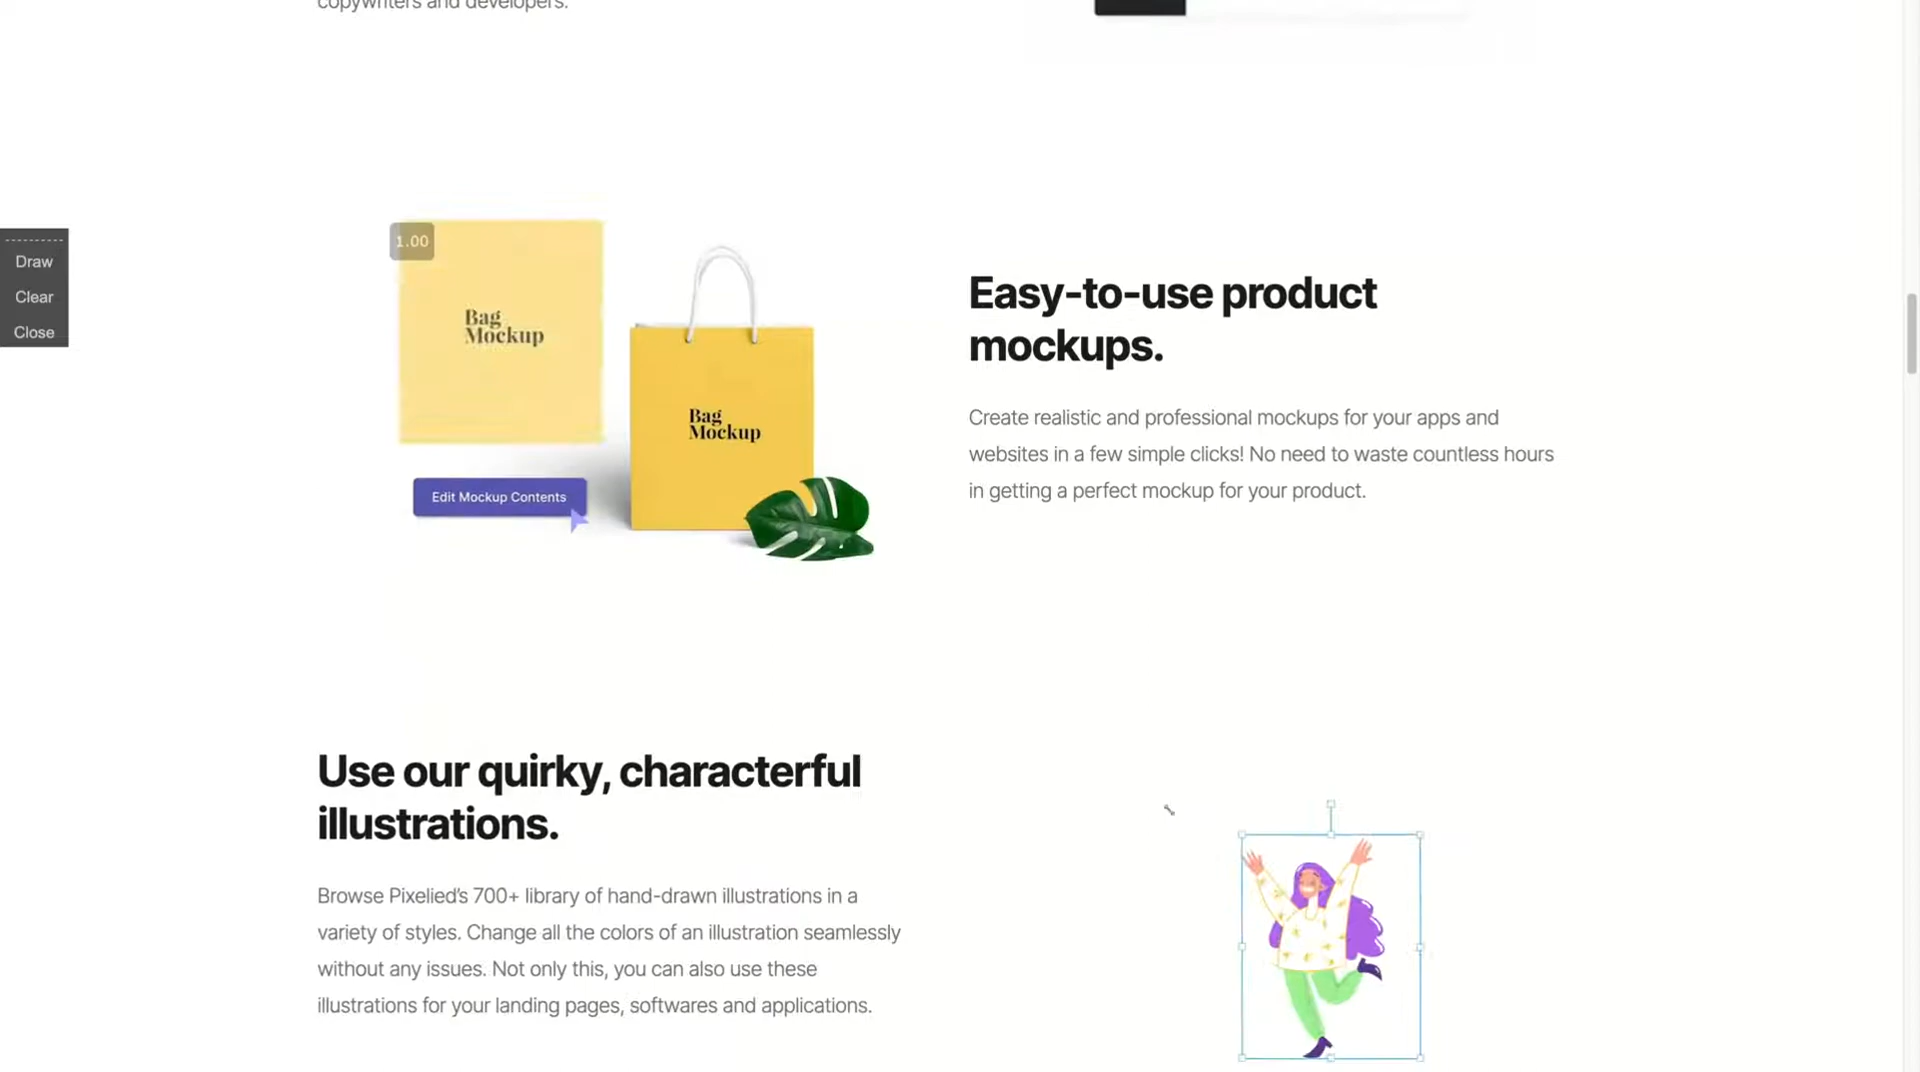 copywriters and developers.
1.00
Draw
Clear
Close
Bag
Mockup
Bag
Mockup
Edit Mockup Contents
Easy-to-use product
mockups.
Create realistic and professional mockups for your apps and
websites in a few simple clicks! No need to waste countless hours
in getting a perfect mockup for your product.
Use our quirky, characterful
illustrations.
Browse Pixelied's 700+ library of hand-drawn illustrations in a
variety of styles. Change all the colors of an illustration seamlessly
without any issues. Not only this, you can also use these
illustrations for your landing pages, softwares and applications.